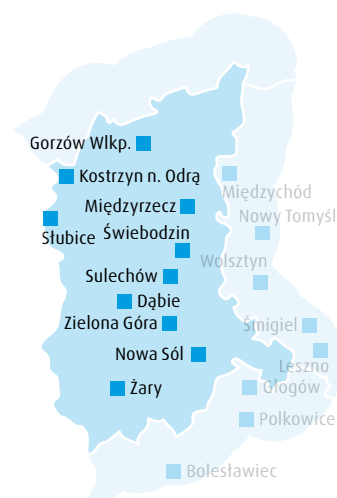 Gorzów Wlkp.
Kostrzyn n. Odrą
Międzychód
Międzyrzecz
Nowy Tomyśl
Słubice
Świebodzin
Wolsztyn
Sulechów
Dąbie
Zielona Góra
Śmigiel
Nowa Sól
Leszno
Żary
Głogów
Polkowice
Bolesławiec